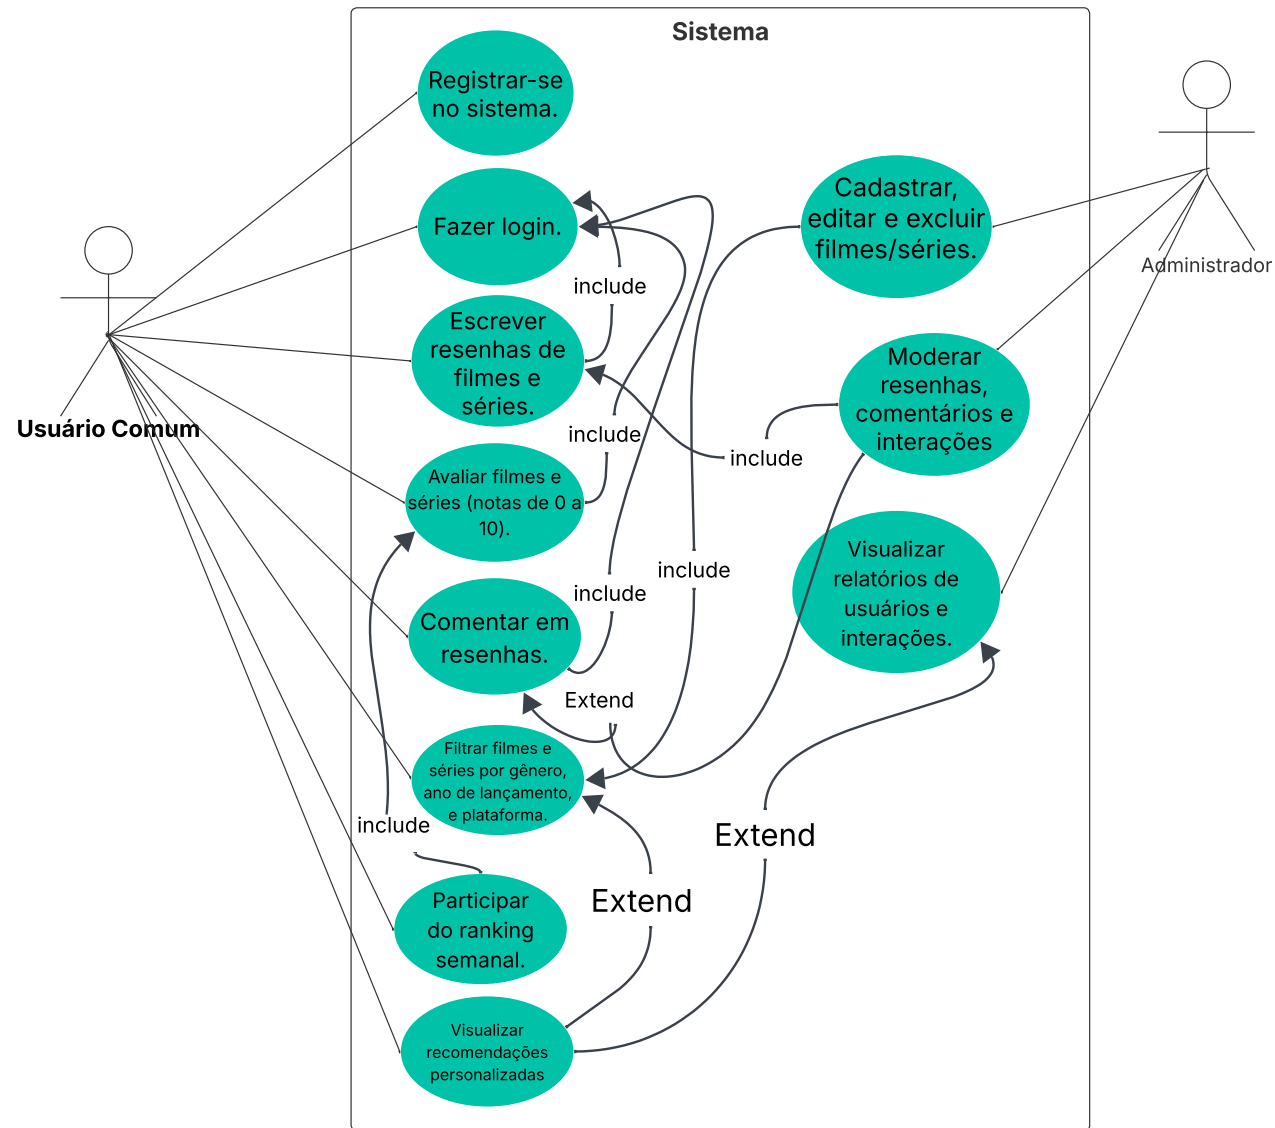 Sistema
Registrar-se
no sistema.
Fazer login.
Cadastrar,
editar e excluir
filmes/séries.
Administrador
include
Escrever
resenhas de
filmes e
séries.
Moderar
resenhas,
comentários e
interações
Usuário Comum
include
include
Avaliar filmes e
séries (notas de 0 a
10).
Visualizar
relatórios de
usuários e
interações.
include
include
Comentar em
resenhas.
Extend
Filtrar filmes e
séries por gênero,
ano de lançamento,
e plataforma.
include
Extend
Extend
Participar
do ranking
semanal.
Visualizar
recomendações
personalizadas